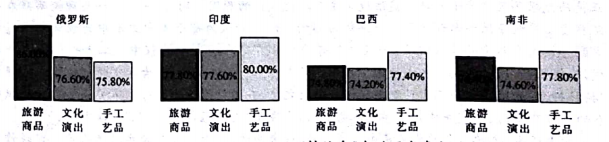 俄罗斯 印度 巴西 南非
76.60% 75.80% 77.60% 80.00% 74.20% 77.40% 74.60% 77.80%
旅游 文化 手工 旅游 文化 手工 旅游 文化 手工 旅游 文化 手工
商品 演出 艺品 商品 演出 艺品 商品 演出 艺品 商品 演出 艺品